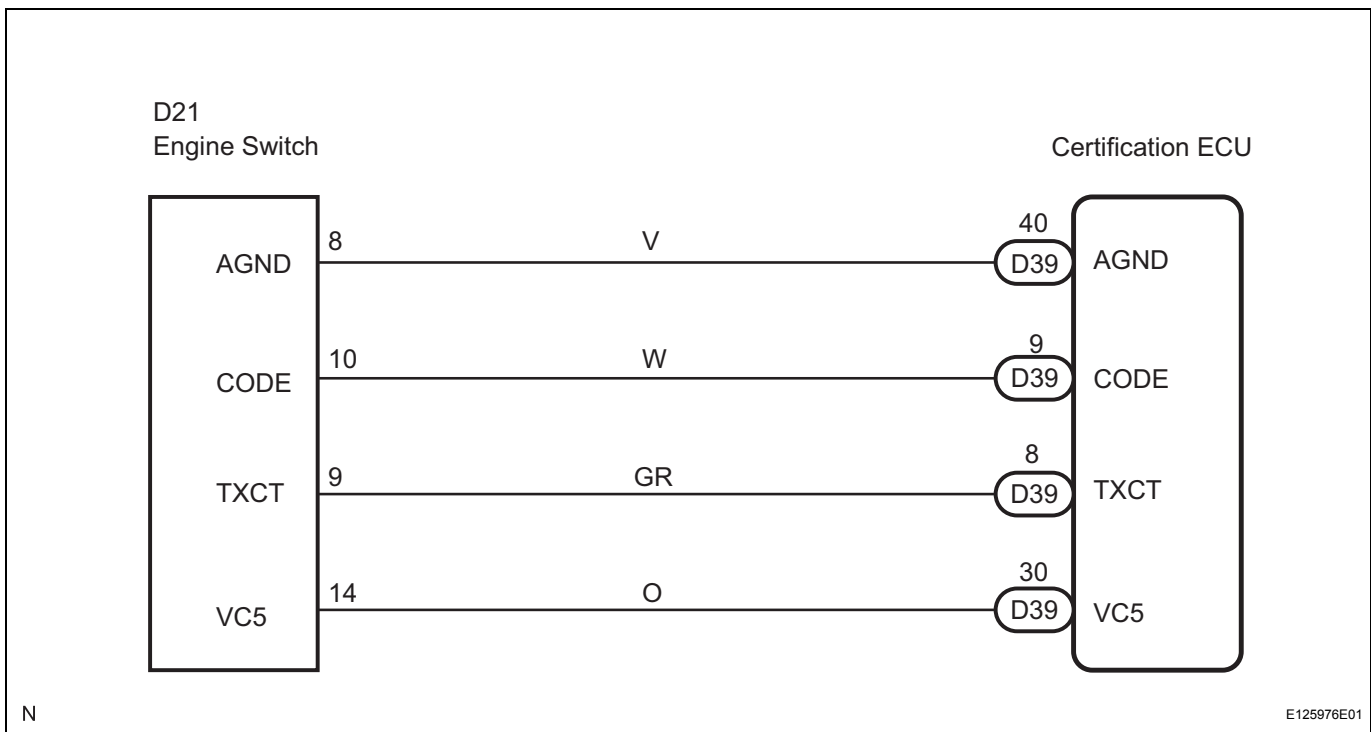 D21
Engine Switch
Certification ECU
AGND 8 V 40 D39 AGND
CODE 10 W 9 D39 CODE
TXCT 9 GR 8 D39 TXCT
VC5 14 O 30 D39 VC5
N
E125976E01